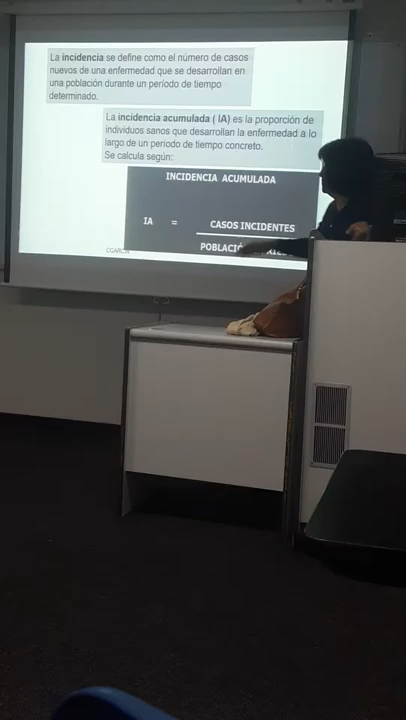 La incidencia se define como el número de casos
nuevos de una enfermedad que se desarrollan en
una población durante un período de tiempo
determinado.
La incidencia acumulada ( IA) es la proporción de
individuos sanos que desarrollan la enfermedad a lo
largo de un período de tiempo concreto.
Se calcula según:
INCIDENCIA ACUMULADA
IA = CASOS INCIDENTES